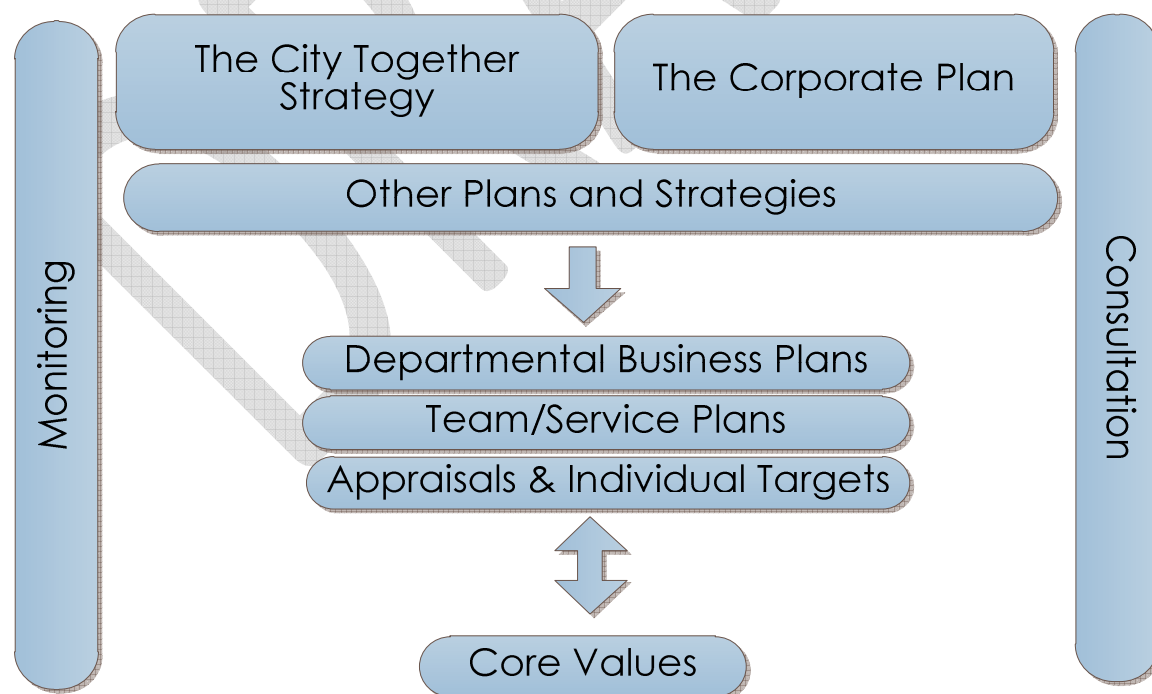 The City Together
Strategy
The Corporate Plan
Other Plans and Strategies
Monitoring
Consultation
Departmental Business Plans
Team/Service Plans
Appraisals & Individual Targets
Core Values